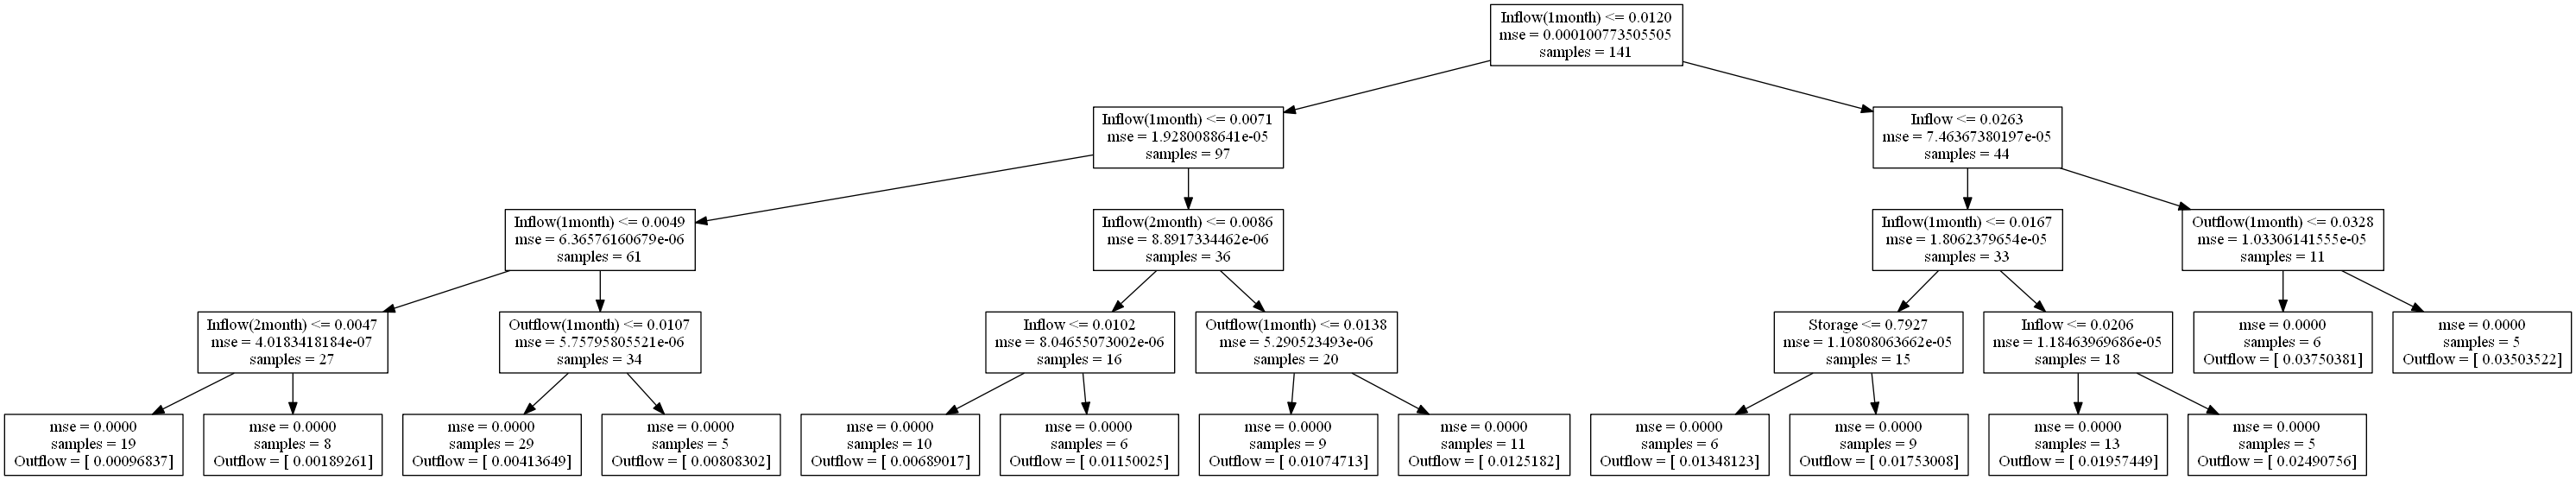 Inflow(1month) <= 0.0120
mse = 0.000100773505505
samples = 141
Inflow(1month) <= 0.0071
mse = 1.9280088641e-05
samples = 97
Inflow <= 0.0263
mse = 7.46367380197e-05
samples = 44
Inflow(1month) <= 0.0049
mse = 6.36576160679e-06
samples = 61
Inflow(2month) <= 0.0086
mse = 8.8917334462e-06
samples = 36
Inflow(1month) <= 0.0167
mse = 1.8062379654e-05
samples = 33
Outflow(1month) <= 0.0328
mse = 1.03306141555e-05
samples = 11
Inflow(2month) <= 0.0047
mse = 4.0183418184e-07
samples = 27
Outflow(1month) <= 0.0107
mse = 5.75795805521e-06
samples = 34
Inflow <= 0.0102
mse = 8.04655073002e-06
samples = 16
Outflow(1month) <= 0.0138
mse = 5.290523493e-06
samples = 20
Storage <= 0.7927
mse = 1.10808063662e-05
samples = 15
Inflow <= 0.0206
mse = 1.18463969686e-05
samples = 18
mse = 0.0000
samples = 6
Outflow = [ 0.03750381]
mse = 0.0000
samples = 5
Outflow = [ 0.03503522]
mse = 0.0000
samples = 19
Outflow = [ 0.00096837]
mse = 0.0000
samples = 8
Outflow = [ 0.00189261]
mse = 0.0000
samples = 29
Outflow = [ 0.00413649]
mse = 0.0000
samples = 5
Outflow = [ 0.00808302]
mse = 0.0000
samples = 10
Outflow = [ 0.00689017]
mse = 0.0000
samples = 6
Outflow = [ 0.01150025]
mse = 0.0000
samples = 9
Outflow = [ 0.01074713]
mse = 0.0000
samples = 11
Outflow = [ 0.0125182]
mse = 0.0000
samples = 6
Outflow = [ 0.01348123]
mse = 0.0000
samples = 9
Outflow = [ 0.01753008]
mse = 0.0000
samples = 13
Outflow = [ 0.01957449]
mse = 0.0000
samples = 5
Outflow = [ 0.02490756]